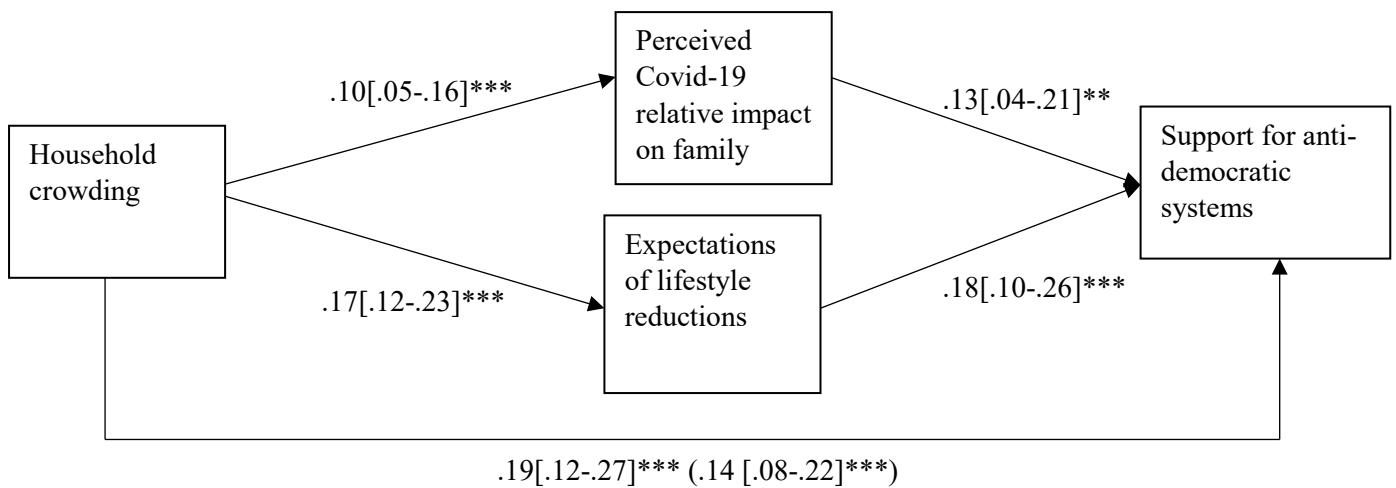 Perceived
Covid-19
relative impact
on family
.10[.05-.16]***
.13[.04-.21]**
Household
crowding
Support for anti-
democratic
systems
Expectations
of lifestyle
reductions
.17[.12-.23]***
.18[.10-.26]***
.19[.12-.27]*** (.14 [.08-.22]***)